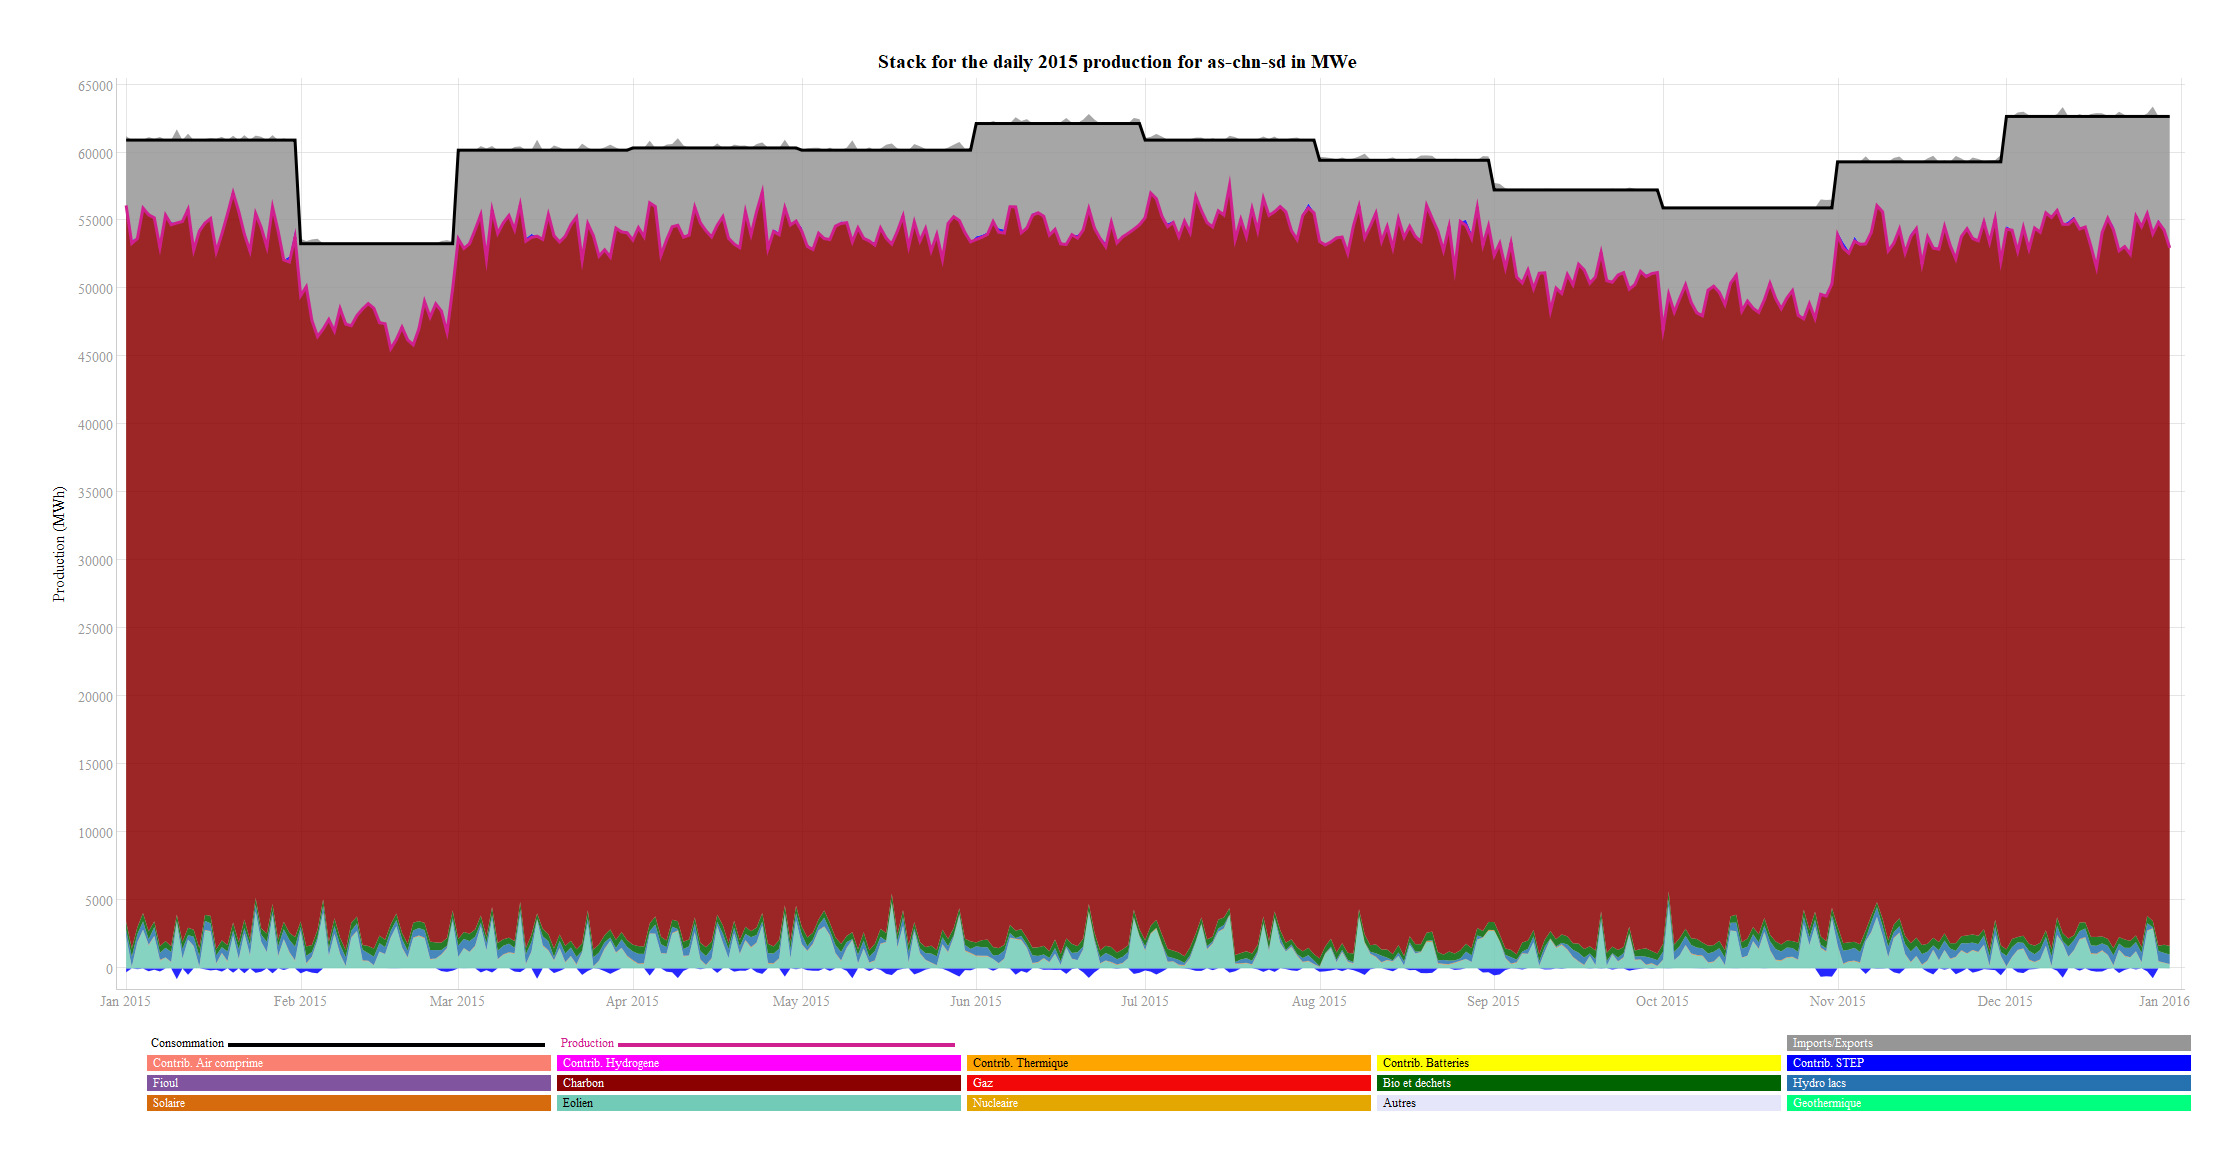 Stack for the daily 2015 production for as-chn-sd in MWe
Production (MWh)
65000
60000
55000
50000
45000
40000
35000
30000
25000
20000
15000
10000
5000
0
Jan 2015 Feb 2015 Mar 2015 Apr 2015 May 2015 Jun 2015 Jul 2015 Aug 2015 Sep 2015 Oct 2015 Nov 2015 Dec 2015 Jan 2016
Consommation Production Imports/Exports
Contrib. Air comprime Contrib. Hydrogene Contrib. Thermique Contrib. Batteries Contrib. STEP
Fioul Charbon Gaz Bio et dechets Hydro lacs
Solaire Eolien Nucleaire Autres Geothermique